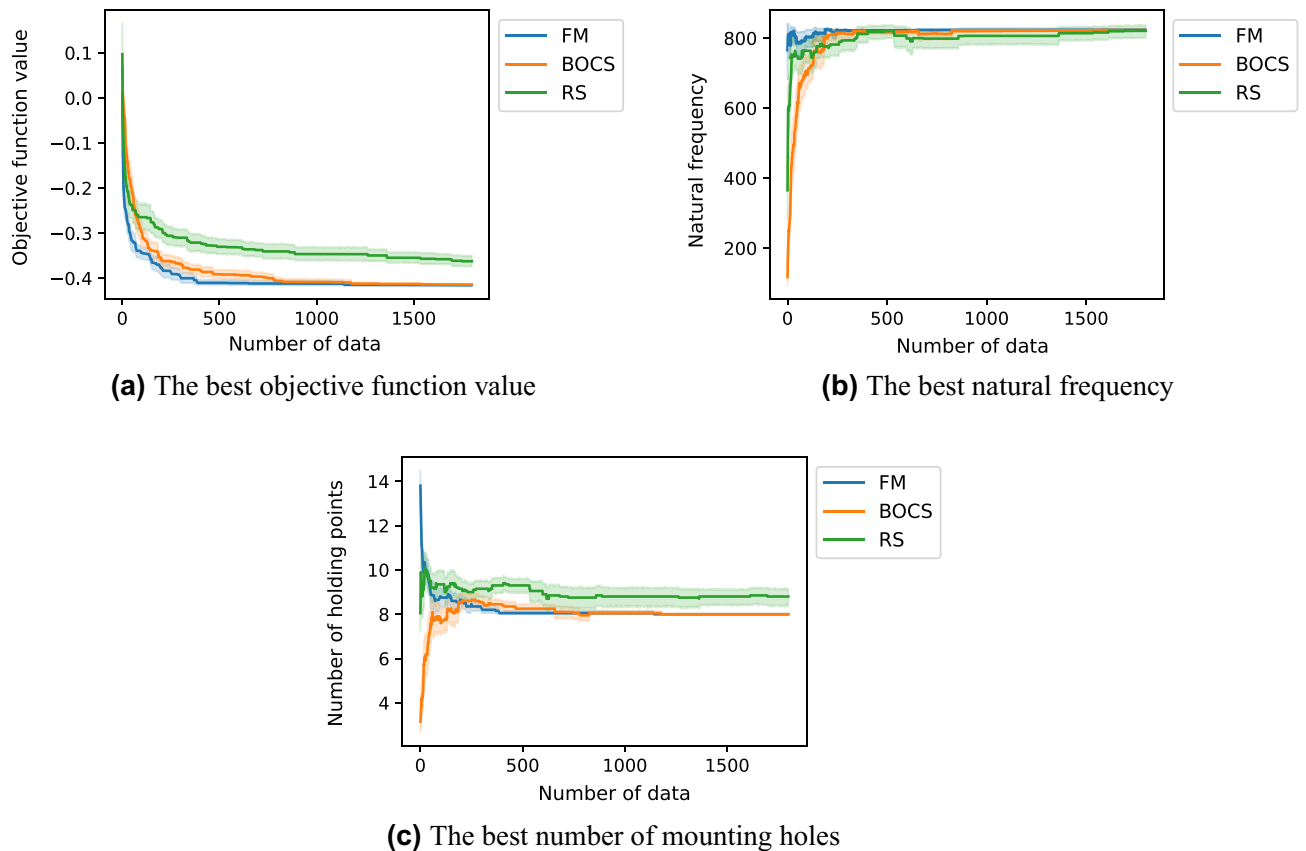 0.1
0.0
−0.1
−0.2
−0.3
−0.4
Objective function value
0
500
1000
1500
Number of data
FM
BOCS
RS
(a) The best objective function value
800
600
400
200
Natural frequency
0
500
1000
1500
Number of data
FM
BOCS
RS
(b) The best natural frequency
14
12
10
8
6
4
Number of holding points
0
500
1000
1500
Number of data
FM
BOCS
RS
(c) The best number of mounting holes